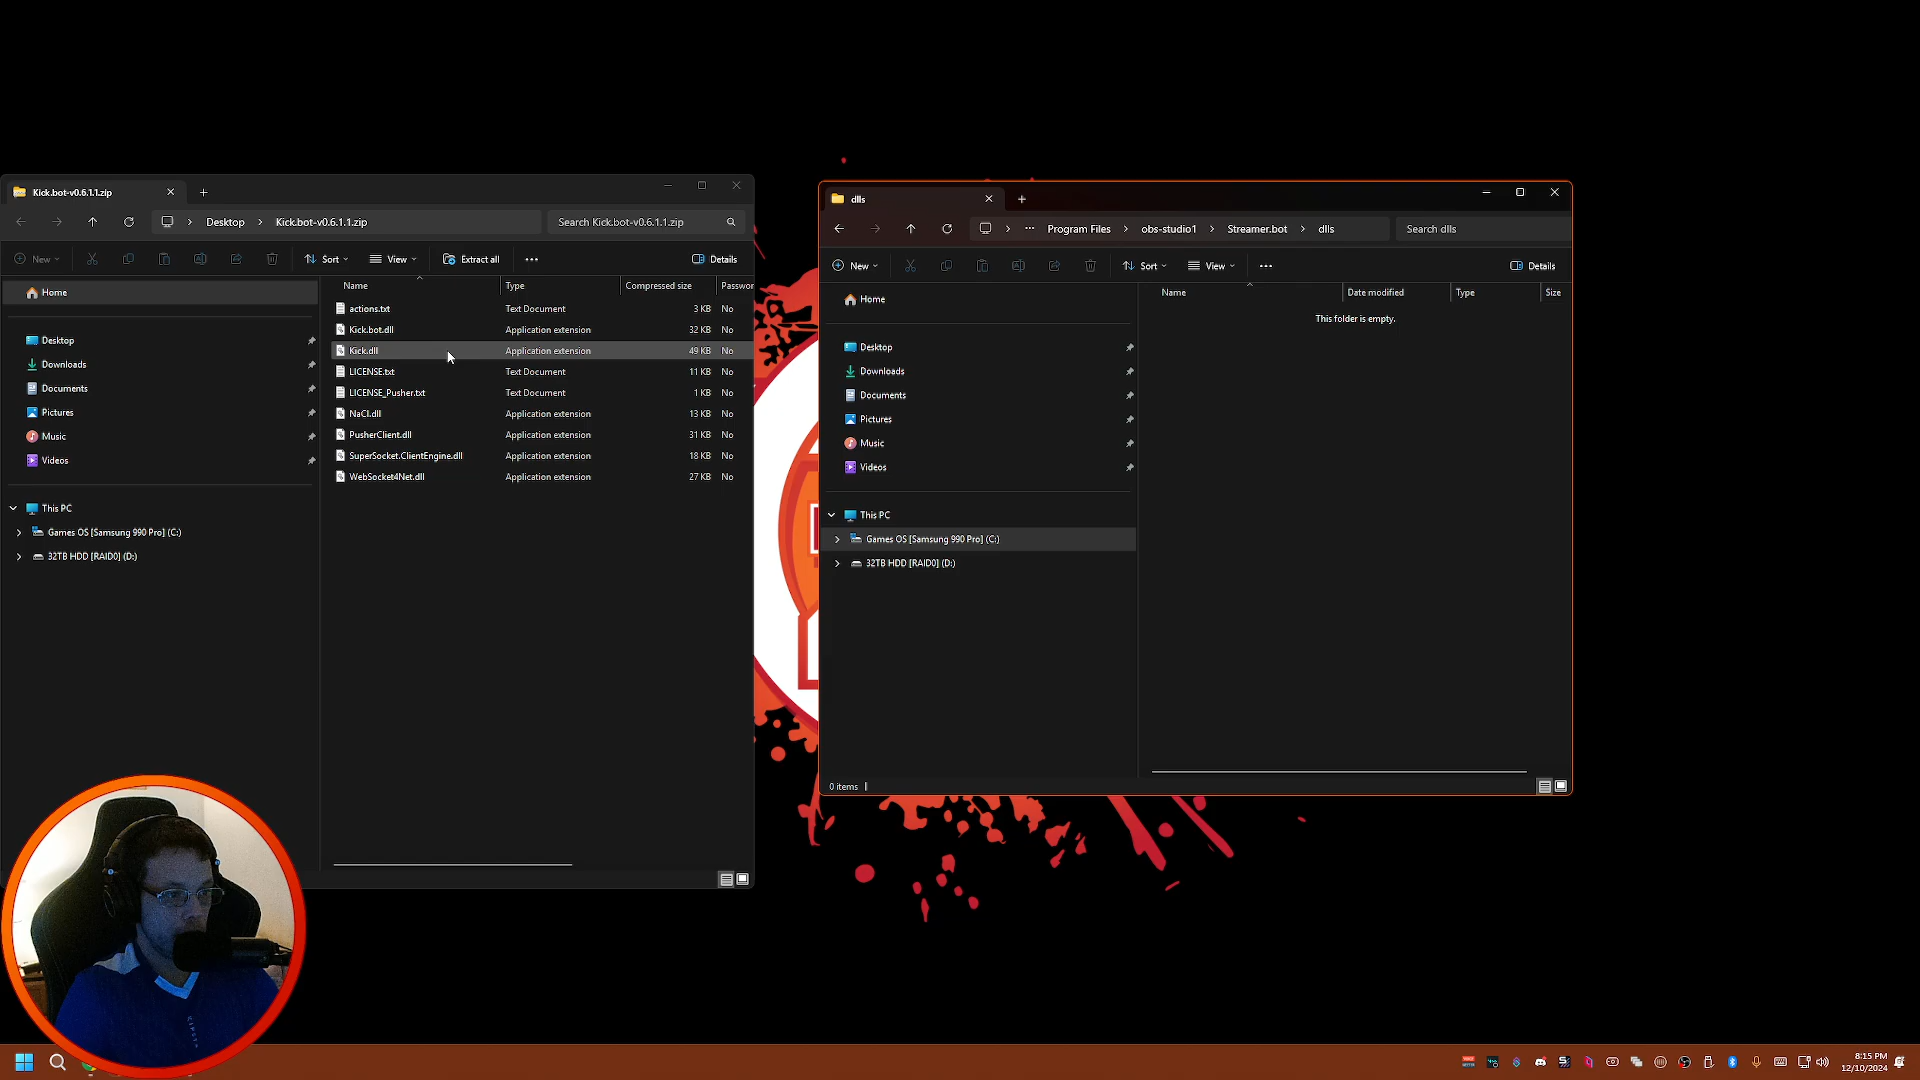 Kick.bot-v0.6.1.1.zip
Desktop > Kick.bot-v0.6.1.1.zip
Search Kick.bot-v0.6.1.1.zip
New
Sort
View
Extract all
Details
Home
Desktop
Downloads
Documents
Pictures
Music
Videos
This PC
Games OS [Samsung 990 Pro] (C:)
32TB HDD [RAID0] (D:)
Name Type Compressed size Passwor
actions.txt Text Document 3 KB No
Kick.bot.dll Application extension 32 KB No
Kick.dll Application extension 49 KB No
LICENSE.txt Text Document 11 KB No
LICENSE_Pusher.txt Text Document 1 KB No
NaCl.dll Application extension 13 KB No
PusherClient.dll Application extension 31 KB No
SuperSocket.ClientEngine.dll Application extension 18 KB No
WebSocket4Net.dll Application extension 27 KB No
dlls
Program Files > obs-studio1 > Streamer.bot > dlls
Search dlls
New
Sort
View
Details
Home
Desktop
Downloads
Documents
Pictures
Music
Videos
This PC
Games OS [Samsung 990 Pro] (C:)
32TB HDD [RAID0] (D:)
Name Date modified Type Size
This folder is empty.
0 items
8:15 PM
12/10/2024